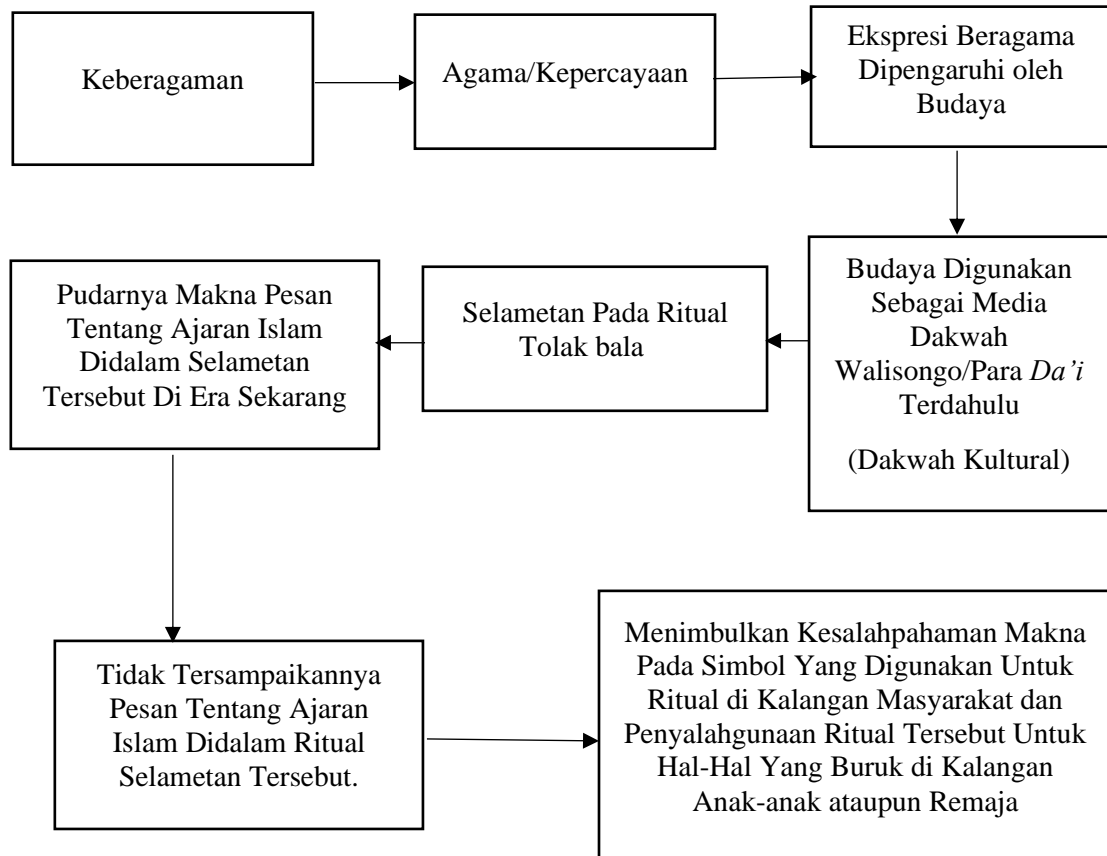 Keberagaman
Agama/Kepercayaan
Ekspresi Beragama
Dipengaruhi oleh
Budaya
Budaya Digunakan
Sebagai Media
Dakwah
Walisongo/Para Da’i
Terdahulu
(Dakwah Kultural)
Selametan Pada Ritual
Tolak bala
Pudarnya Makna Pesan
Tentang Ajaran Islam
Didalam Selametan
Tersebut Di Era Sekarang
Tidak Tersampaikannya
Pesan Tentang Ajaran
Islam Didalam Ritual
Selametan Tersebut.
Menimbulkan Kesalahpahaman Makna
Pada Simbol Yang Digunakan Untuk
Ritual di Kalangan Masyarakat dan
Penyalahgunaan Ritual Tersebut Untuk
Hal-Hal Yang Buruk di Kalangan
Anak-anak ataupun Remaja